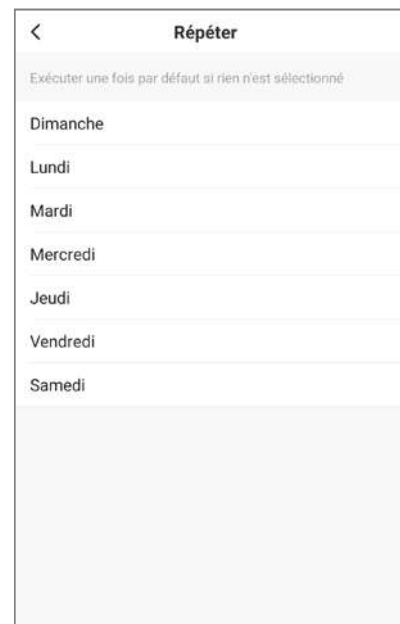 Répéter
Exécuter une fois par défaut si rien n'est sélectionné
Dimanche
Lundi
Mardi
Mercredi
Jeudi
Vendredi
Samedi